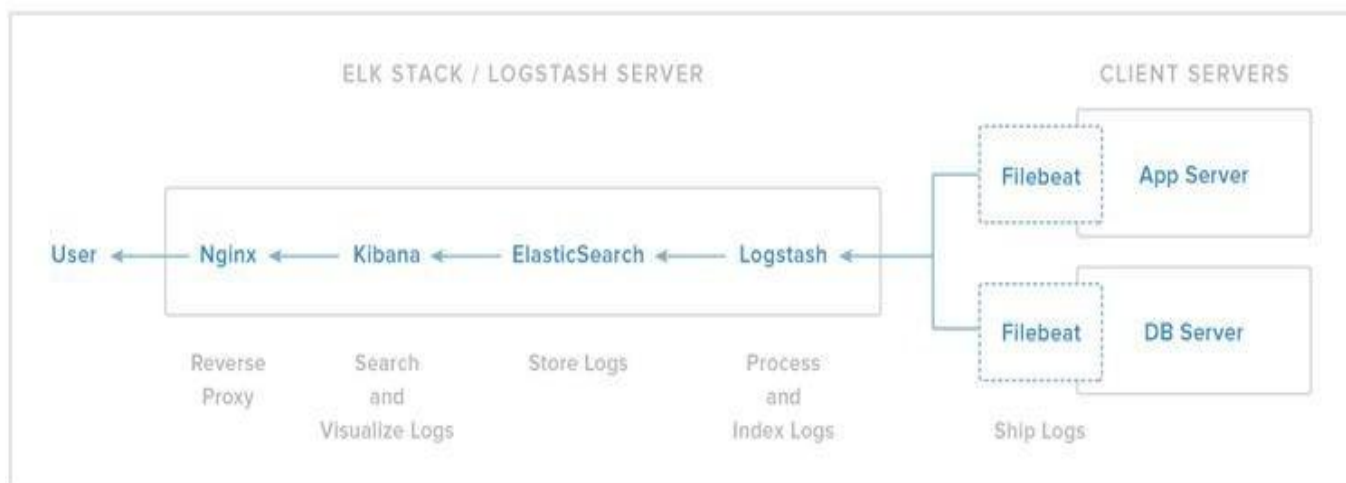 ELK STACK / LOGSTASH SERVER
CLIENT SERVERS
Filebeat
App Server
User
Nginx
Kibana
ElasticSearch
Logstash
Filebeat
DB Server
Reverse
Proxy
Search
and
Visualize Logs
Store Logs
Process
and
Index Logs
Ship Logs